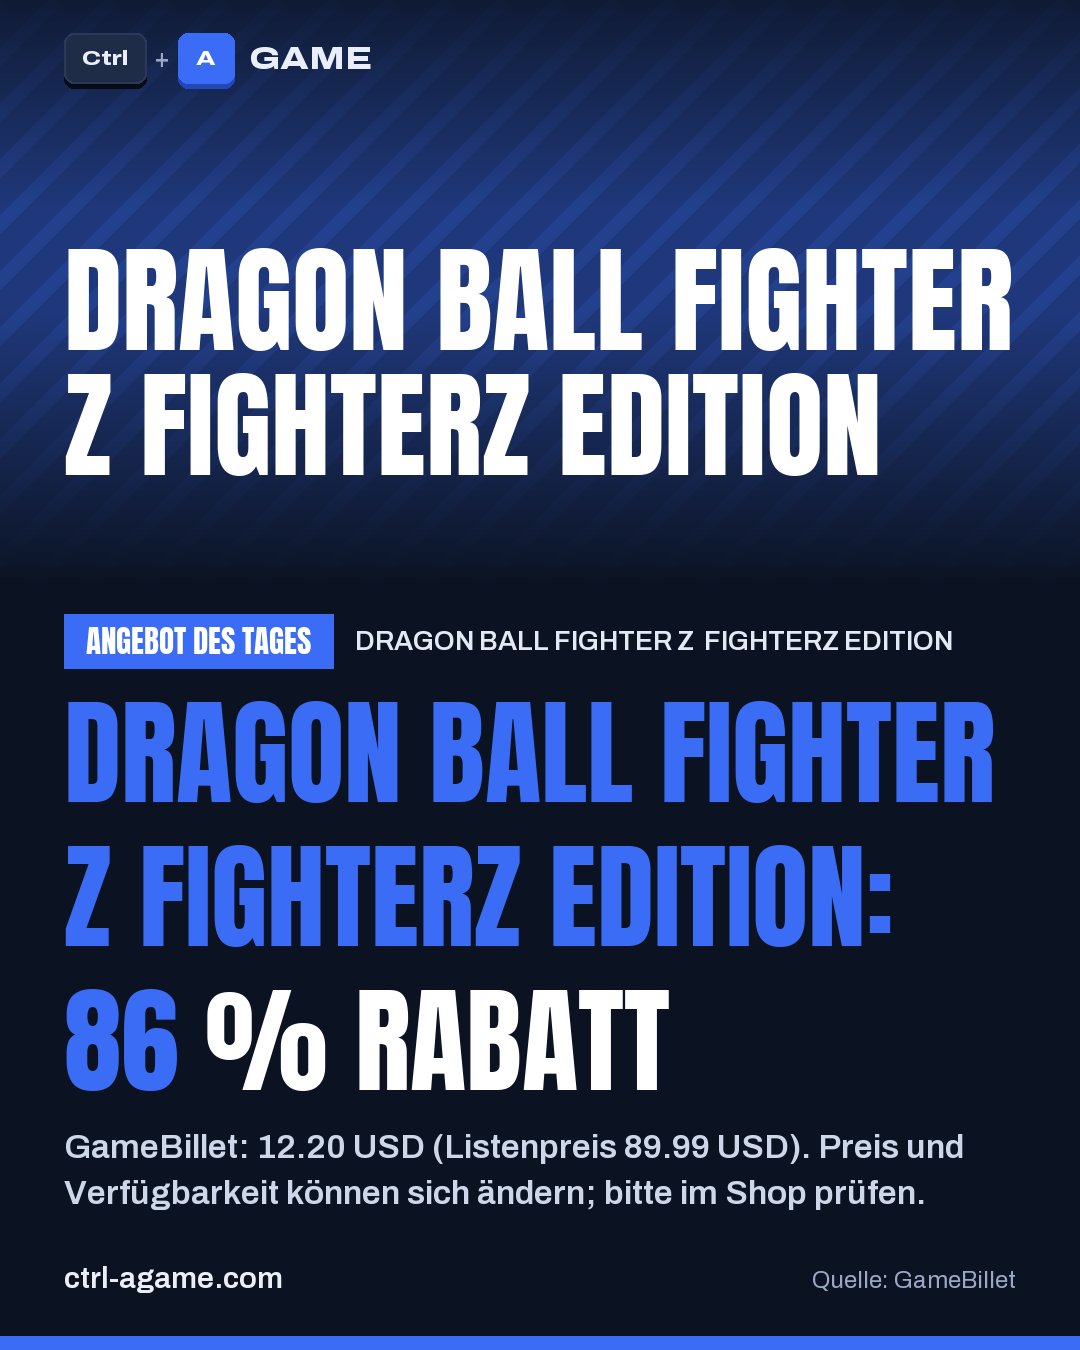 Ctrl + A GAME
DRAGON BALL FIGHTER
Z FIGHTERZ EDITION
ANGEBOT DES TAGES DRAGON BALL FIGHTER Z FIGHTERZ EDITION
DRAGON BALL FIGHTER
Z FIGHTERZ EDITION:
86 % RABATT
GameBillet: 12.20 USD (Listenpreis 89.99 USD). Preis und
Verfügbarkeit können sich ändern; bitte im Shop prüfen.
ctrl-agame.com Quelle: GameBillet